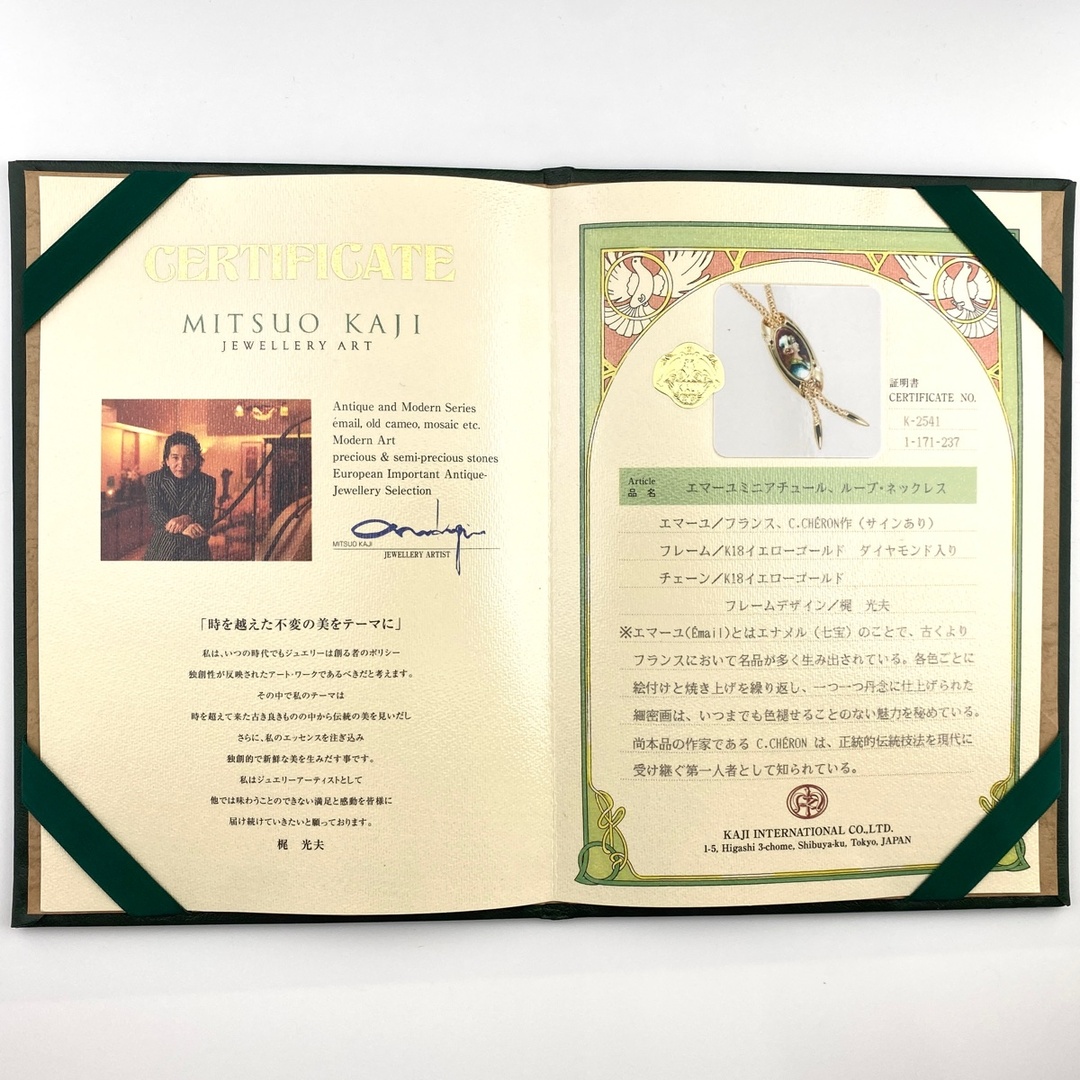 CERTIFICATE
MITSUO KAJI
JEWELLERY ART
Antique and Modern Series
émail, old cameo, mosaic etc.
Modern Art
precious & semi-precious stones
European Important Antique-
Jewellery Selection
MITSUO KAJI
JEWELLERY ARTIST
「時を越えた不変の美をテーマに」
私は、いつの時代でもジュエリーは創る者のポリシー
独創性が反映されたアート・ワークであるべきだと考えます。
その中で私のテーマは
時を超えて来た古き良きものの中から伝統の美を見いだし
さらに、私のエッセンスを注ぎ込み
独創的で新鮮な美を生みだす事です。
私はジュエリーアーティストとして
他では味わうことのできない満足と感動を皆様に
届け続けていきたいと願っております。
梶 光夫
証明書
CERTIFICATE NO.
K-2541
1-171-237
Article
品名 エマーユミニアチュール、ループ・ネックレス
エマーユ/フランス、C.CHÉRON作(サインあり)
フレーム/K18イエローゴールド ダイヤモンド入り
チェーン/K18イエローゴールド
フレームデザイン/梶 光夫
※エマーユ(Émail)とはエナメル(七宝)のことで、古くより
フランスにおいて名品が多く生み出されている。各色ごとに
絵付けと焼き上げを繰り返し、一つ一つ丹念に仕上げられた
細密画は、いつまでも色褪せることのない魅力を秘めている。
尚本品の作家である C.CHÉRON は、正統的伝統技法を現代に
受け継ぐ第一人者として知られている。
KAJI INTERNATIONAL CO.,LTD.
1-5, Higashi 3-chome, Shibuya-ku, Tokyo, JAPAN